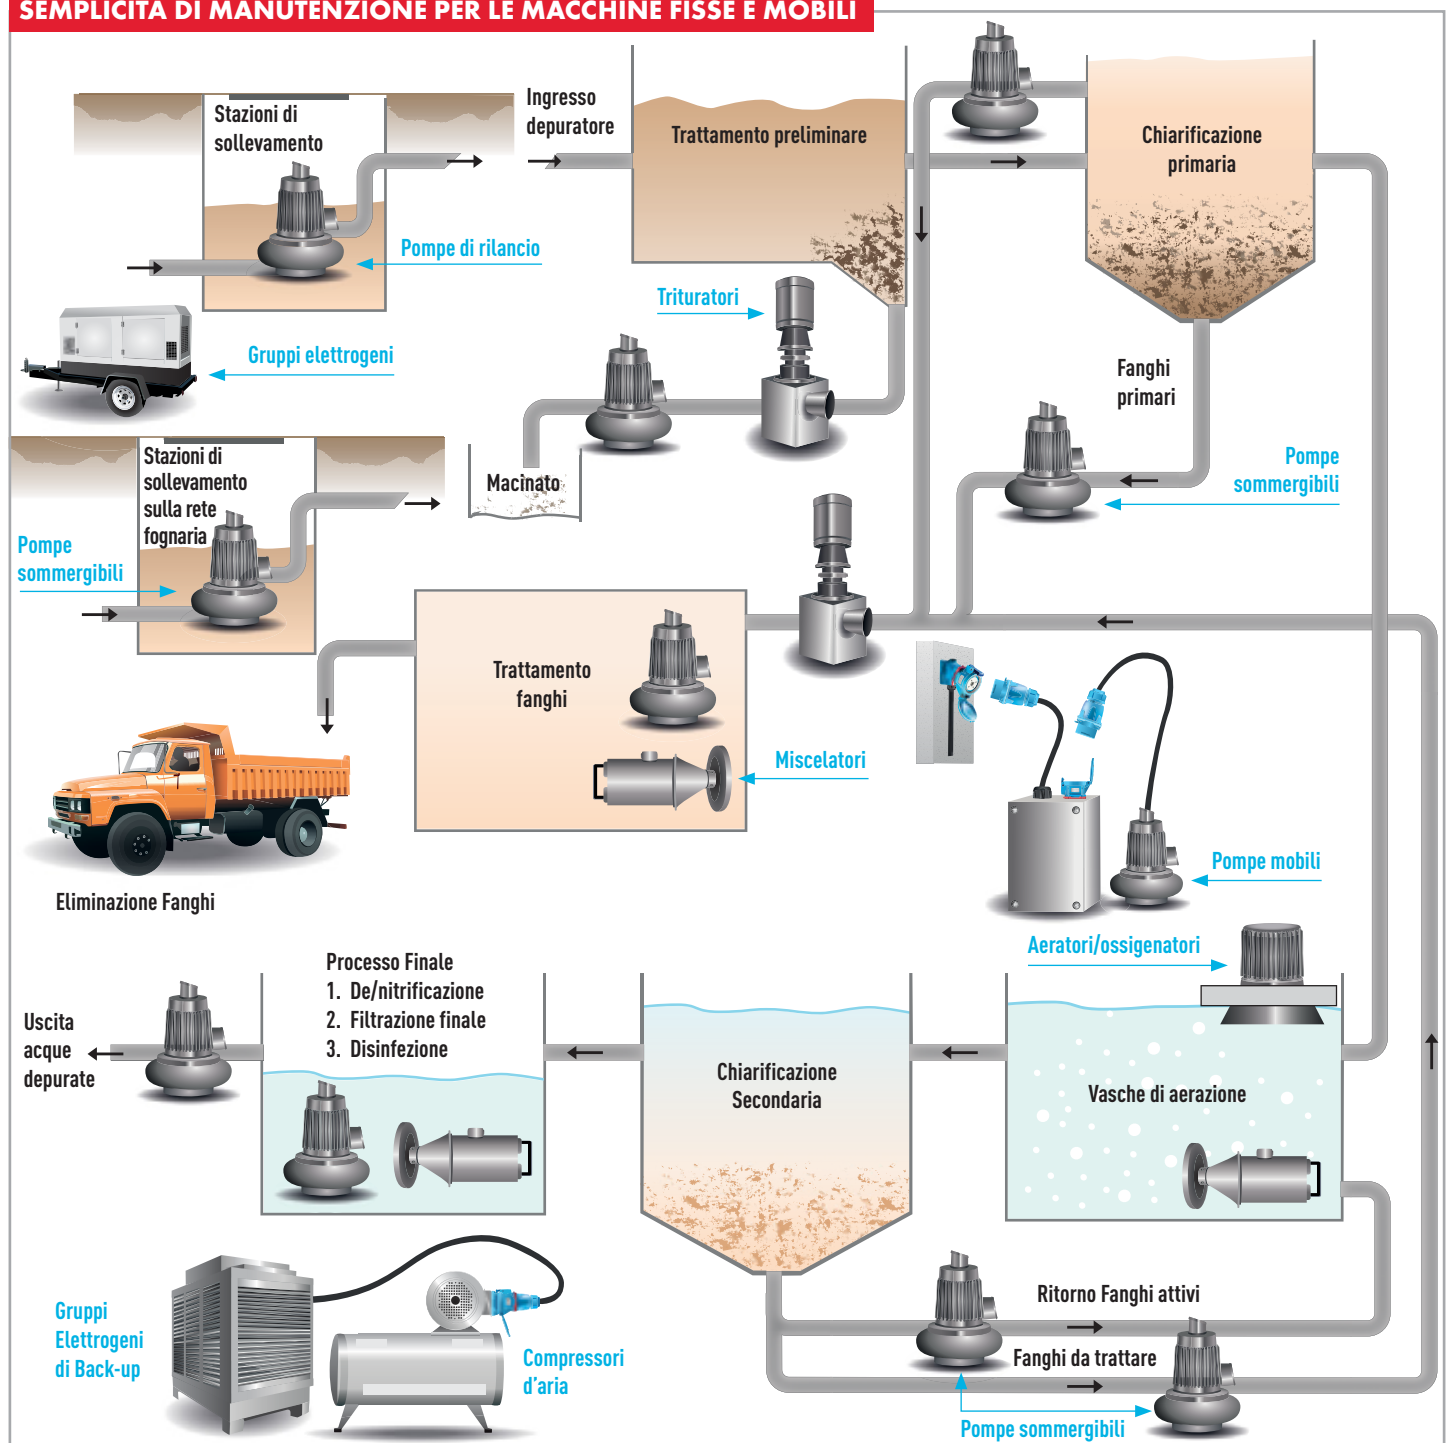 SEMPLICITÀ DI MANUTENZIONE PER LE MACCHINE FISSE E MOBILI
Stazioni di
sollevamento
Ingresso
depuratore
Trattamento preliminare
Chiarificazione
primaria
Pompe di rilancio
Trituratori
Gruppi elettrogeni
Fanghi
primari
Stazioni di
sollevamento
sulla rete
fognaria
Macinato
Pompe
sommergibili
Pompe
sommergibili
Trattamento
fanghi
Miscelatori
Pompe mobili
Eliminazione Fanghi
Aeratori/ossigenatori
Processo Finale
1. De/nitrificazione
2. Filtrazione finale
3. Disinfezione
Uscita
acque
depurate
Chiarificazione
Secondaria
Vasche di aerazione
Ritorno Fanghi attivi
Gruppi
Elettrogeni
di Back-up
Compressori
d'aria
Fanghi da trattare
Pompe sommergibili